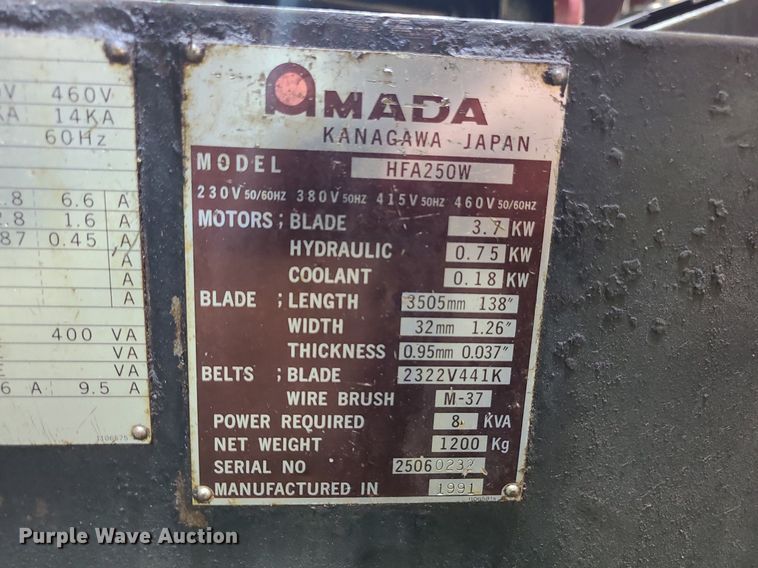 V 460V
A 14KA
60Hz
.8 6.6 A
2.8 1.6 A
87 0.45 A
A
A
A
400 VA
VA
E VA
6 A 9.5 A
1106575
AMADA
KANAGAWA JAPAN
MODEL HFA250W
230V 50/60HZ 380V 50HZ 415V 50HZ 460V 50/60HZ
MOTORS ; BLADE 3.7 KW
HYDRAULIC 0.75 KW
COOLANT 0.18 KW
BLADE ; LENGTH 3505mm 138"
WIDTH 32mm 1.26"
THICKNESS 0.95mm 0.037"
BELTS ; BLADE 2322V441K
WIRE BRUSH M-37
POWER REQUIRED 8 KVA
NET WEIGHT 1200 Kg
SERIAL NO 25060232
MANUFACTURED IN 1991
Purple Wave Auction